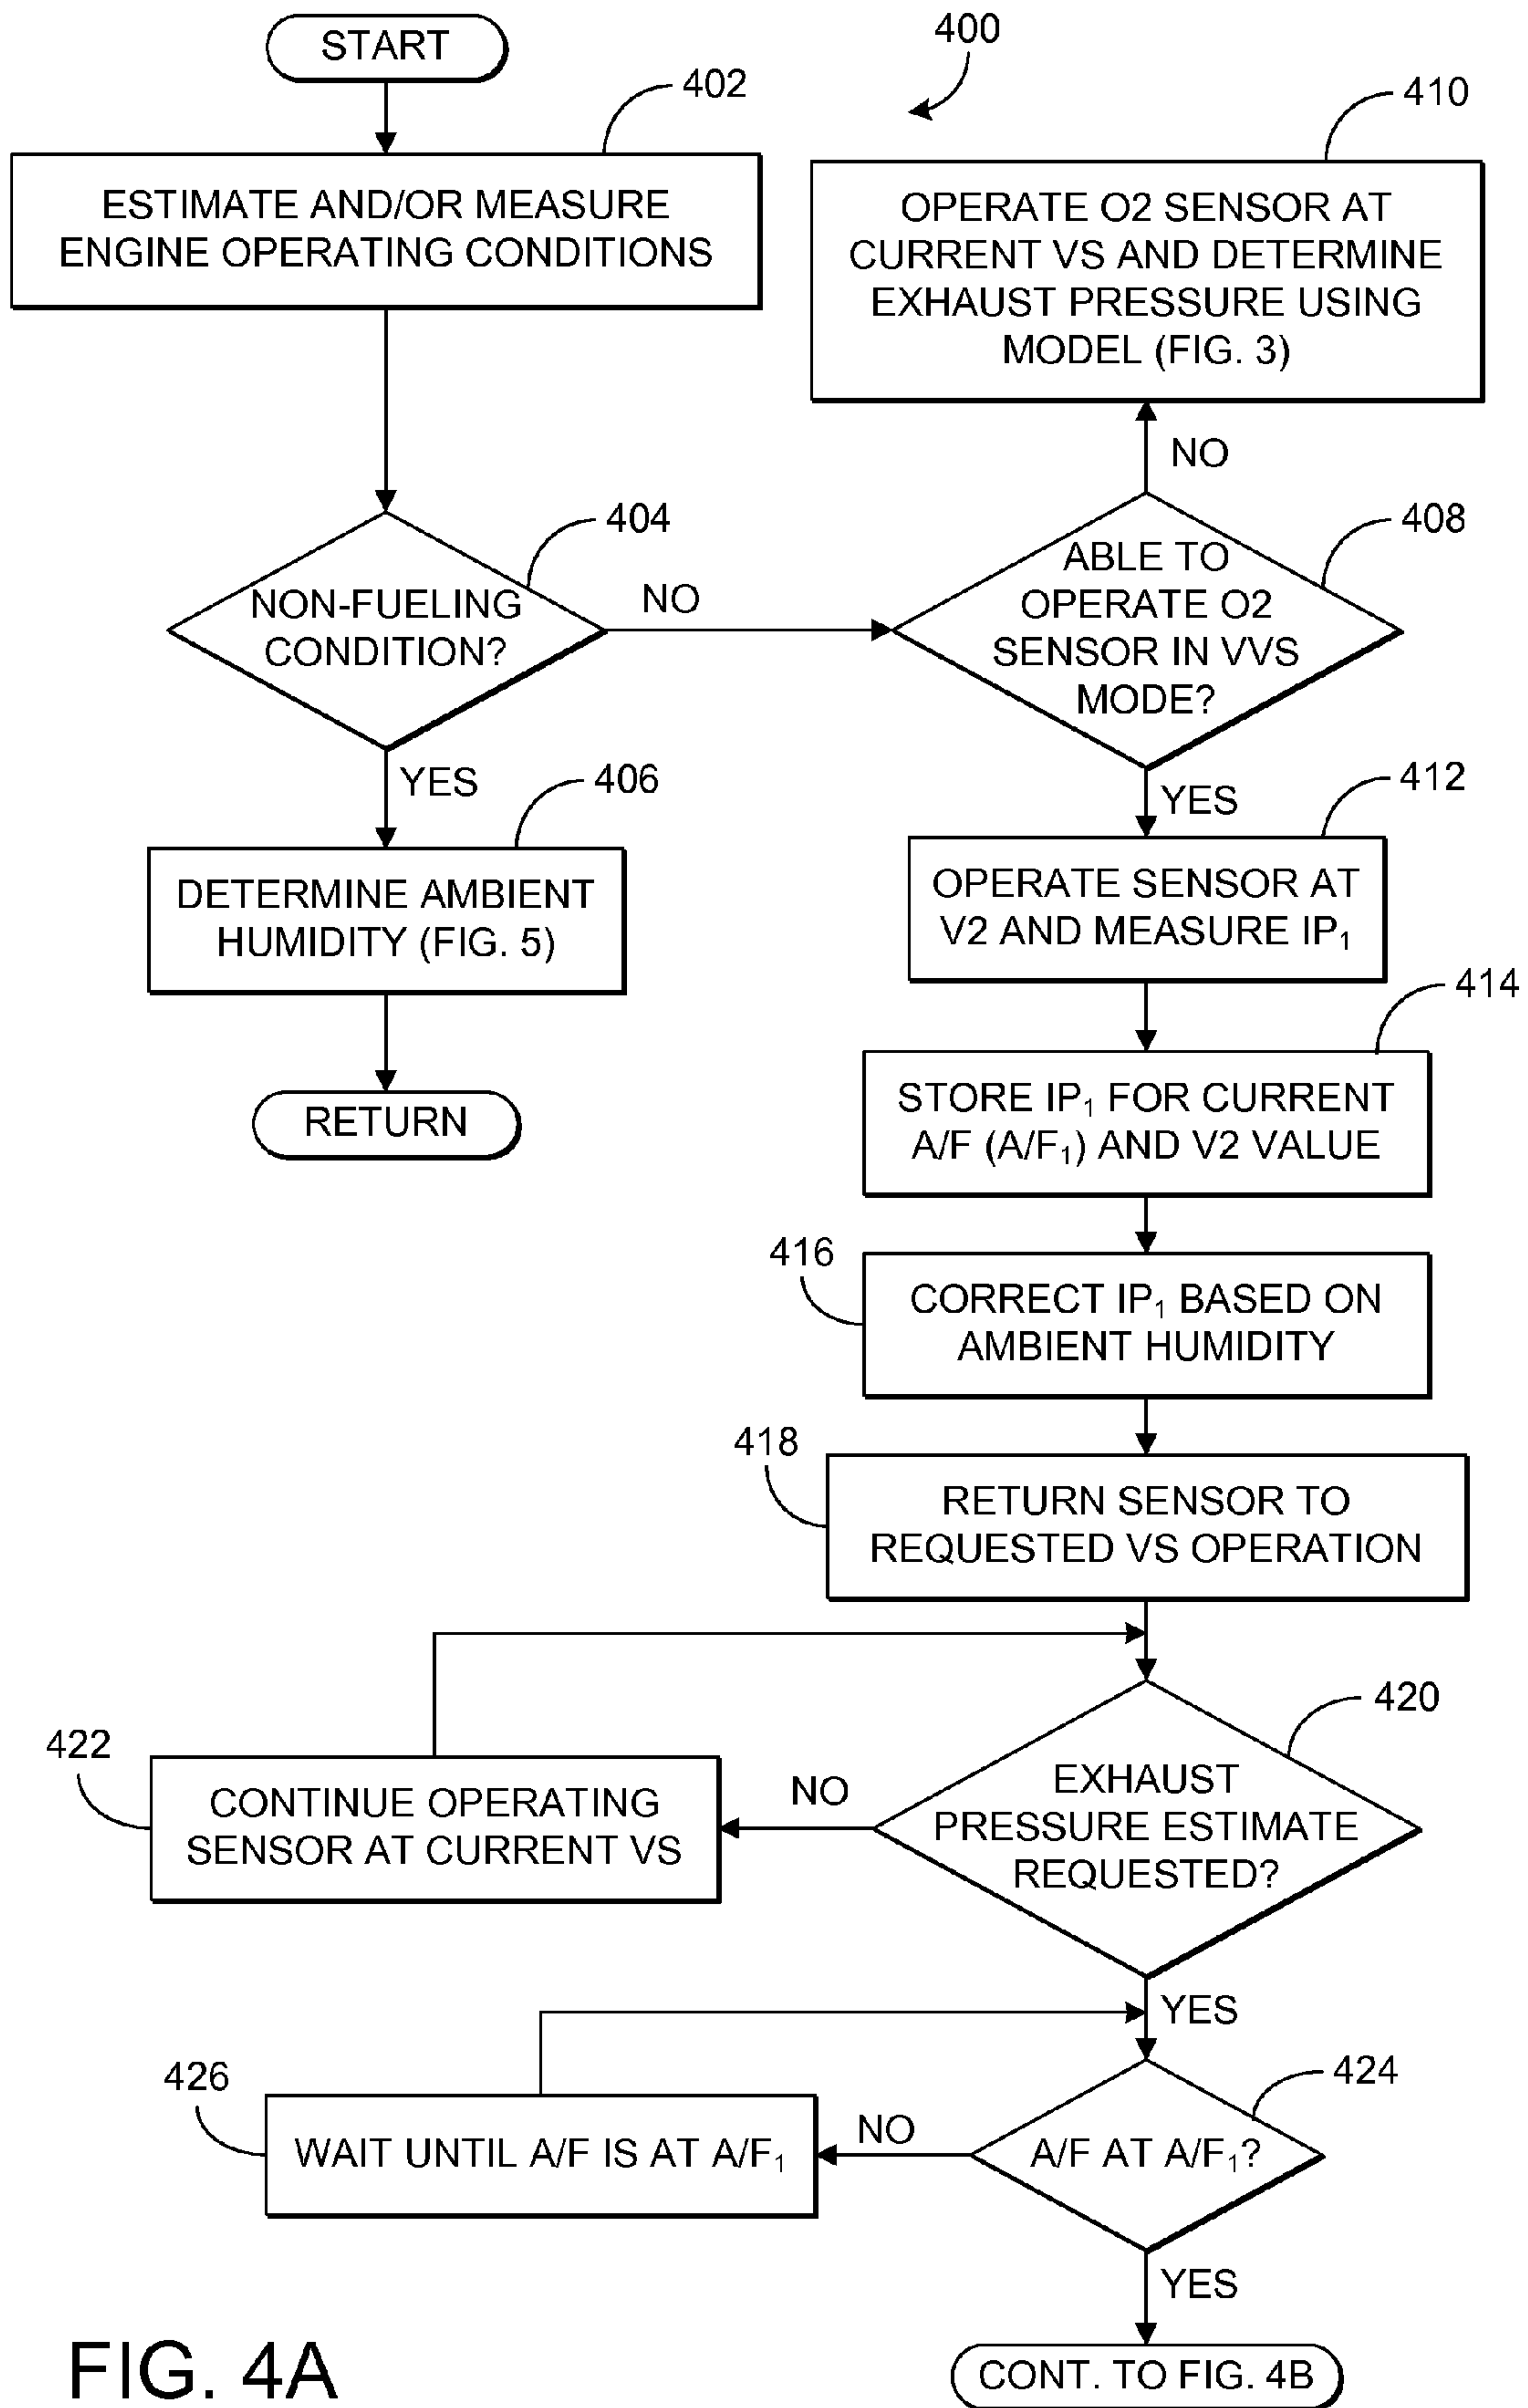 START
400
402
ESTIMATE AND/OR MEASURE
ENGINE OPERATING CONDITIONS
410
OPERATE O2 SENSOR AT
CURRENT VS AND DETERMINE
EXHAUST PRESSURE USING
MODEL (FIG. 3)
NO
404
NON-FUELING
CONDITION?
NO
408
ABLE TO
OPERATE O2
SENSOR IN VVS
MODE?
YES
406
DETERMINE AMBIENT
HUMIDITY (FIG. 5)
RETURN
YES
412
OPERATE SENSOR AT
V2 AND MEASURE IP₁
414
STORE IP₁ FOR CURRENT
A/F (A/F₁) AND V2 VALUE
416
CORRECT IP₁ BASED ON
AMBIENT HUMIDITY
418
RETURN SENSOR TO
REQUESTED VS OPERATION
420
EXHAUST
PRESSURE ESTIMATE
REQUESTED?
NO
422
CONTINUE OPERATING
SENSOR AT CURRENT VS
YES
424
A/F AT A/F₁?
NO
426
WAIT UNTIL A/F IS AT A/F₁
YES
CONT. TO FIG. 4B
FIG. 4A